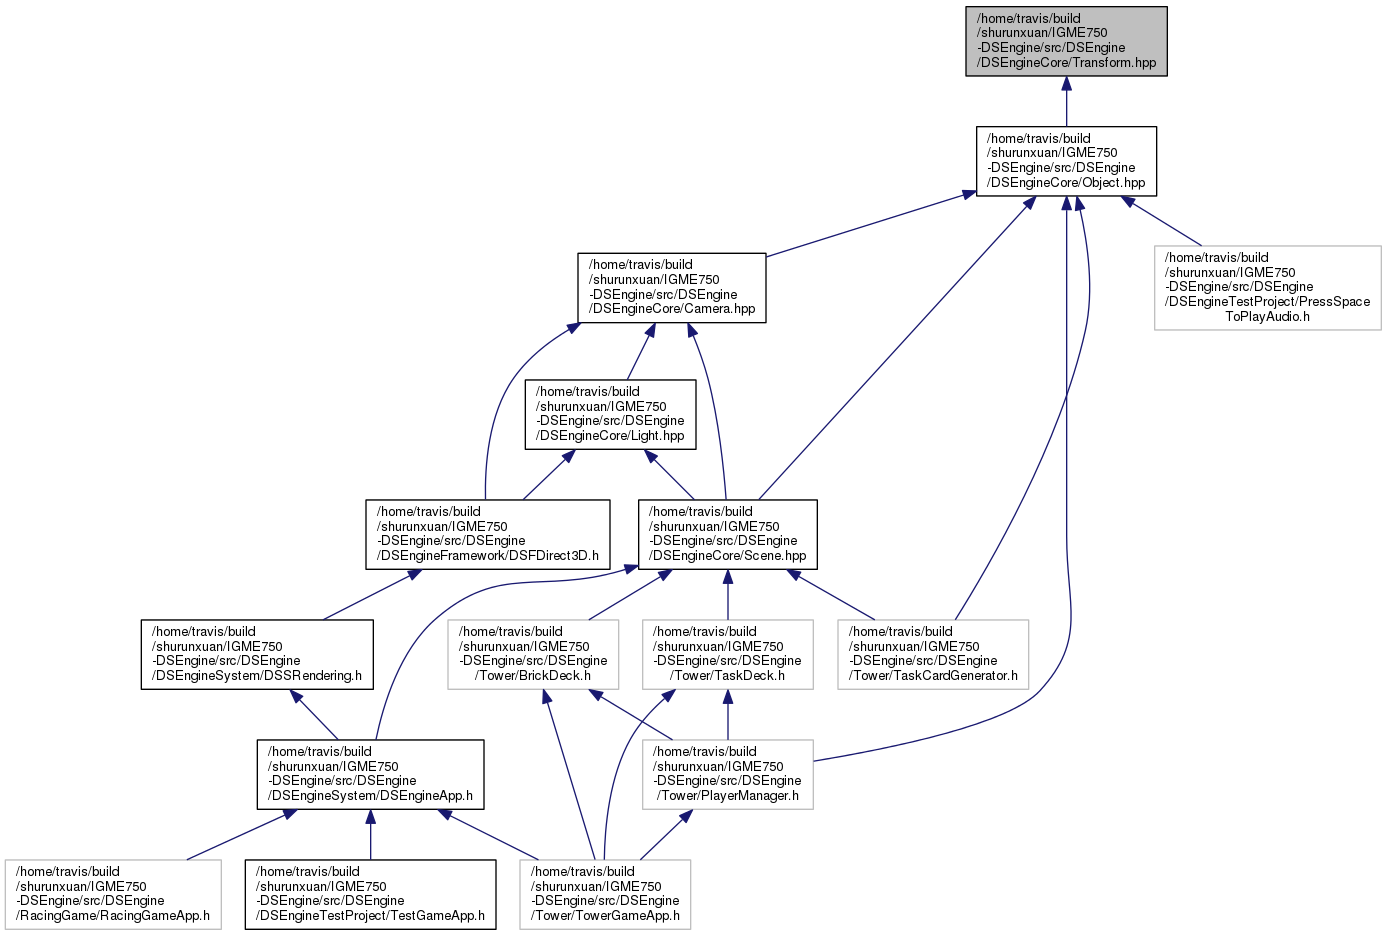 /home/travis/build
/shurunxuan/IGME750
-DSEngine/src/DSEngine
/DSEngineCore/Transform.hpp
/home/travis/build
/shurunxuan/IGME750
-DSEngine/src/DSEngine
/DSEngineCore/Object.hpp
/home/travis/build
/shurunxuan/IGME750
-DSEngine/src/DSEngine
/DSEngineCore/Camera.hpp
/home/travis/build
/shurunxuan/IGME750
-DSEngine/src/DSEngine
/DSEngineTestProject/PressSpace
ToPlayAudio.h
/home/travis/build
/shurunxuan/IGME750
-DSEngine/src/DSEngine
/DSEngineCore/Light.hpp
/home/travis/build
/shurunxuan/IGME750
-DSEngine/src/DSEngine
/DSEngineFramework/DSFDirect3D.h
/home/travis/build
/shurunxuan/IGME750
-DSEngine/src/DSEngine
/DSEngineCore/Scene.hpp
/home/travis/build
/shurunxuan/IGME750
-DSEngine/src/DSEngine
/DSEngineSystem/DSSRendering.h
/home/travis/build
/shurunxuan/IGME750
-DSEngine/src/DSEngine
/Tower/BrickDeck.h
/home/travis/build
/shurunxuan/IGME750
-DSEngine/src/DSEngine
/Tower/TaskDeck.h
/home/travis/build
/shurunxuan/IGME750
-DSEngine/src/DSEngine
/Tower/TaskCardGenerator.h
/home/travis/build
/shurunxuan/IGME750
-DSEngine/src/DSEngine
/DSEngineSystem/DSEngineApp.h
/home/travis/build
/shurunxuan/IGME750
-DSEngine/src/DSEngine
/Tower/PlayerManager.h
/home/travis/build
/shurunxuan/IGME750
-DSEngine/src/DSEngine
/RacingGame/RacingGameApp.h
/home/travis/build
/shurunxuan/IGME750
-DSEngine/src/DSEngine
/DSEngineTestProject/TestGameApp.h
/home/travis/build
/shurunxuan/IGME750
-DSEngine/src/DSEngine
/Tower/TowerGameApp.h